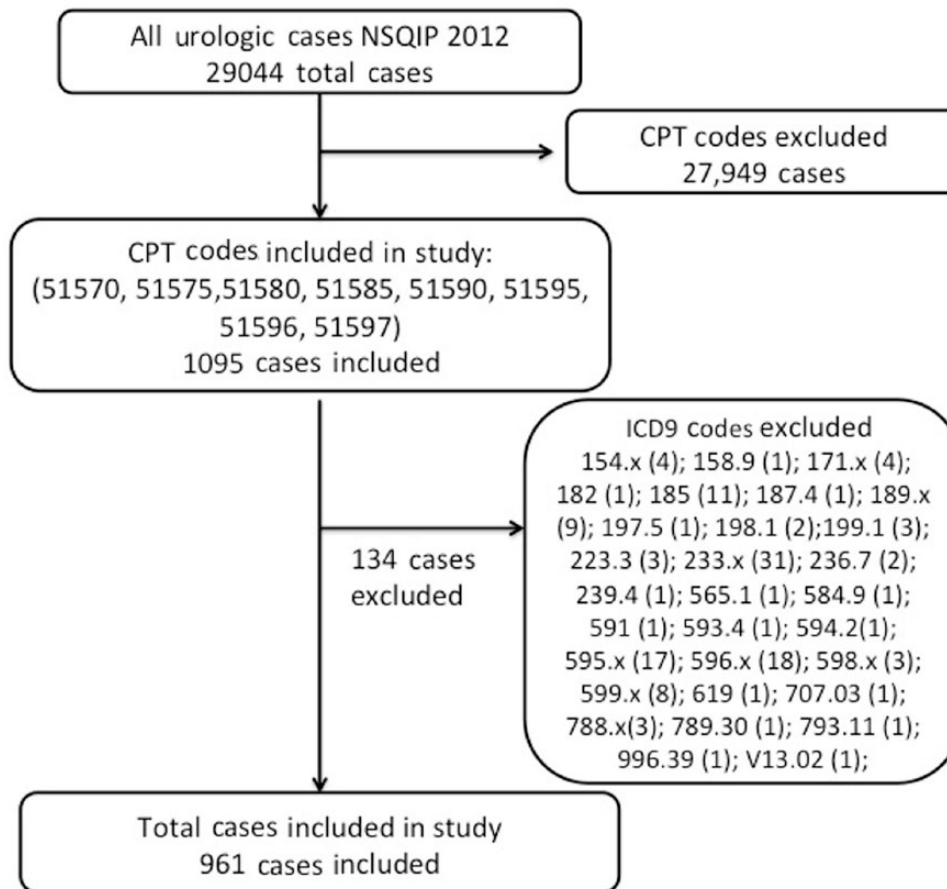 All urologic cases NSQIP 2012
29044 total cases
CPT codes excluded
27,949 cases
CPT codes included in study:
(51570, 51575,51580, 51585, 51590, 51595,
51596, 51597)
1095 cases included
ICD9 codes excluded
154.x (4); 158.9 (1); 171.x (4);
182 (1); 185 (11); 187.4 (1); 189.x
(9); 197.5 (1); 198.1 (2);199.1 (3);
223.3 (3); 233.x (31); 236.7 (2);
239.4 (1); 565.1 (1); 584.9 (1);
591 (1); 593.4 (1); 594.2(1);
595.x (17); 596.x (18); 598.x (3);
599.x (8); 619 (1); 707.03 (1);
788.x(3); 789.30 (1); 793.11 (1);
996.39 (1); V13.02 (1);
134 cases
excluded
Total cases included in study
961 cases included